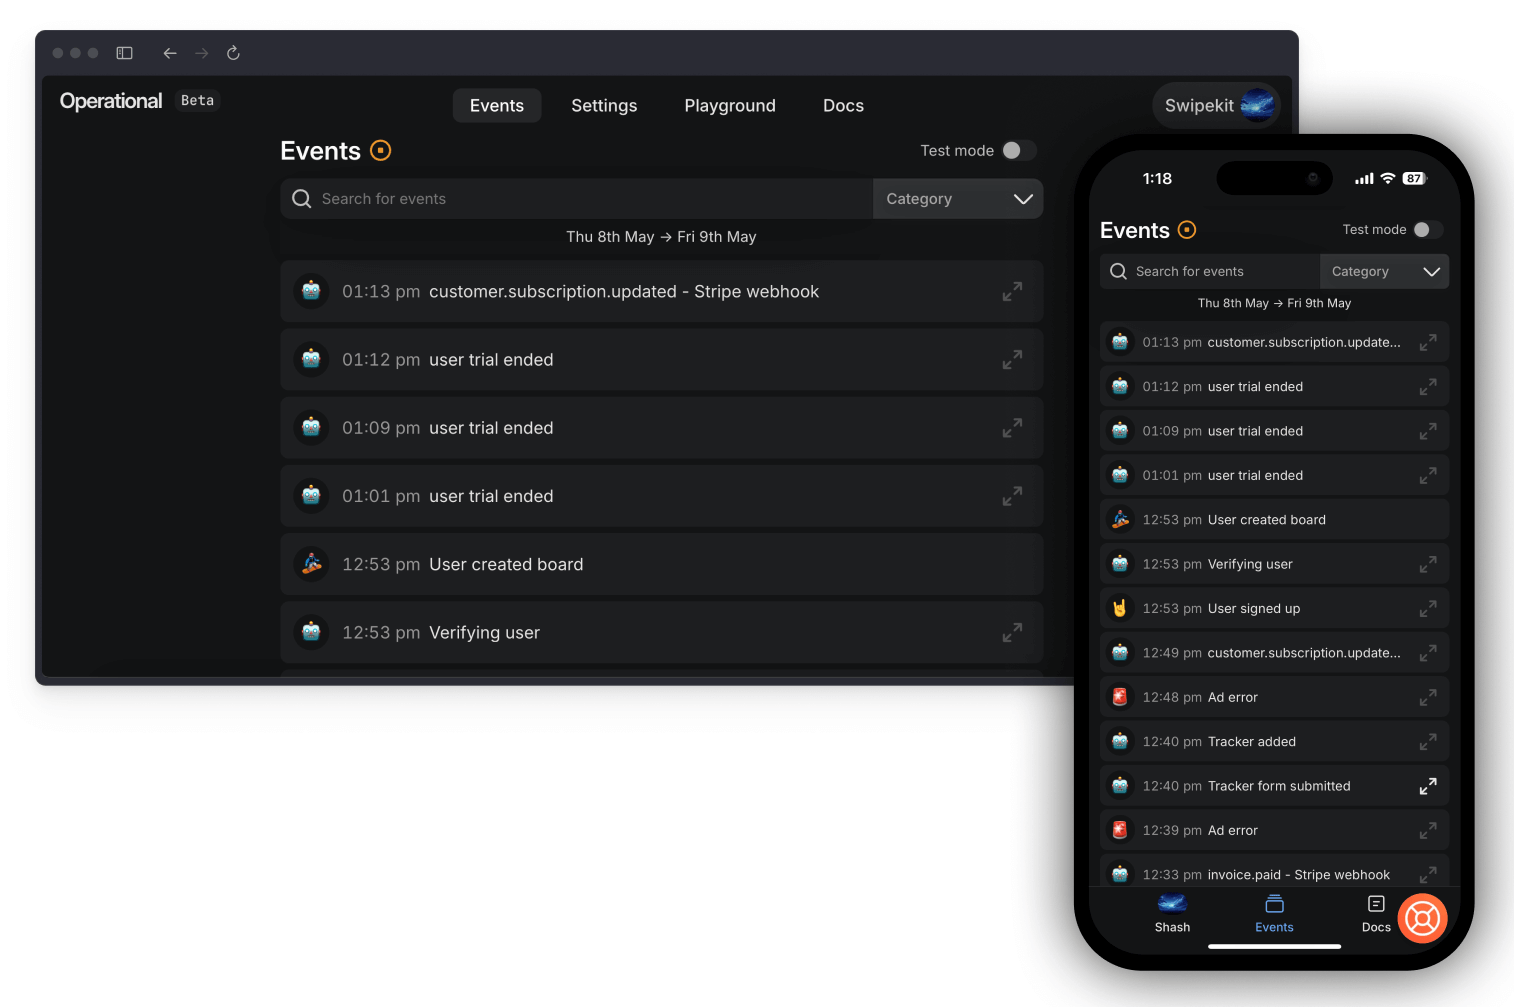 Operational Beta
Events Settings Playground Docs
Swipekit
Events
Test mode
Search for events
Category
Thu 8th May → Fri 9th May
01:13 pm customer.subscription.updated - Stripe webhook
01:12 pm user trial ended
01:09 pm user trial ended
01:01 pm user trial ended
12:53 pm User created board
12:53 pm Verifying user
1:18
87
Events
Test mode
Search for events
Category
Thu 8th May → Fri 9th May
01:13 pm customer.subscription.update...
01:12 pm user trial ended
01:09 pm user trial ended
01:01 pm user trial ended
12:53 pm User created board
12:53 pm Verifying user
12:53 pm User signed up
12:49 pm customer.subscription.update...
12:48 pm Ad error
12:40 pm Tracker added
12:40 pm Tracker form submitted
12:39 pm Ad error
12:33 pm invoice.paid - Stripe webhook
Shash
Events
Docs